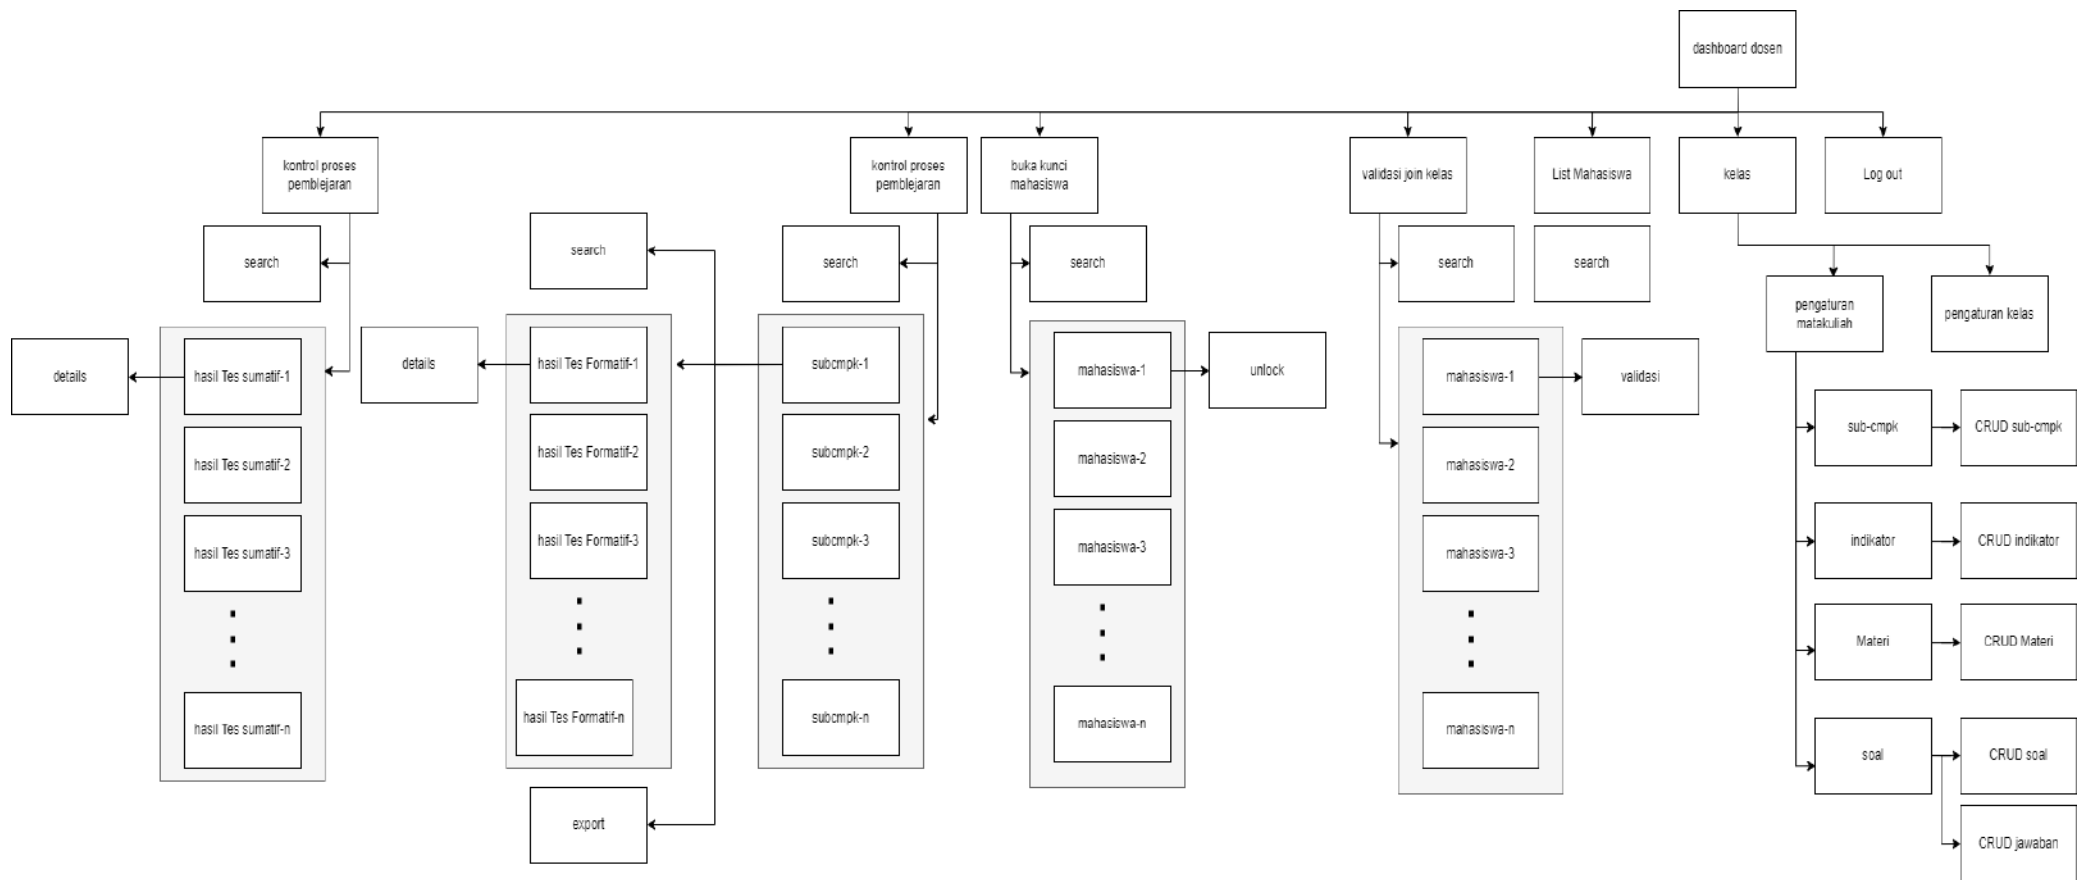 dashboard dosen
kontrol proses
pemblejaran
kontrol proses
pemblejaran
buka kunci
mahasiswa
validasi join kelas
List Mahasiswa
kelas
Log out
search
search
search
search
search
search
pengaturan
matakuliah
pengaturan kelas
details
hasil Tes sumatif-1
hasil Tes sumatif-2
hasil Tes sumatif-3
hasil Tes sumatif-n
details
hasil Tes Formatif-1
hasil Tes Formatif-2
hasil Tes Formatif-3
hasil Tes Formatif-n
export
subcmpk-1
subcmpk-2
subcmpk-3
subcmpk-n
mahasiswa-1
mahasiswa-2
mahasiswa-3
mahasiswa-n
unlock
mahasiswa-1
mahasiswa-2
mahasiswa-3
mahasiswa-n
validasi
sub-cmpk
CRUD sub-cmpk
indikator
CRUD indikator
Materi
CRUD Materi
soal
CRUD soal
CRUD jawaban